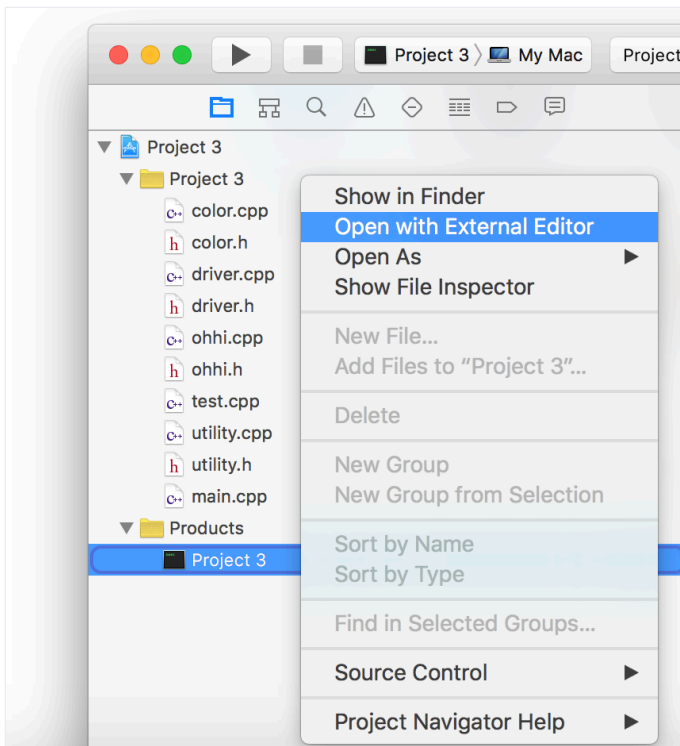 Project 3 〉 My Mac
Project
Project 3
Project 3
color.cpp
color.h
driver.cpp
driver.h
ohhi.cpp
ohhi.h
test.cpp
utility.cpp
utility.h
main.cpp
Products
Project 3
Show in Finder
Open with External Editor
Open As
Show File Inspector
New File...
Add Files to “Project 3”...
Delete
New Group
New Group from Selection
Sort by Name
Sort by Type
Find in Selected Groups...
Source Control
Project Navigator Help